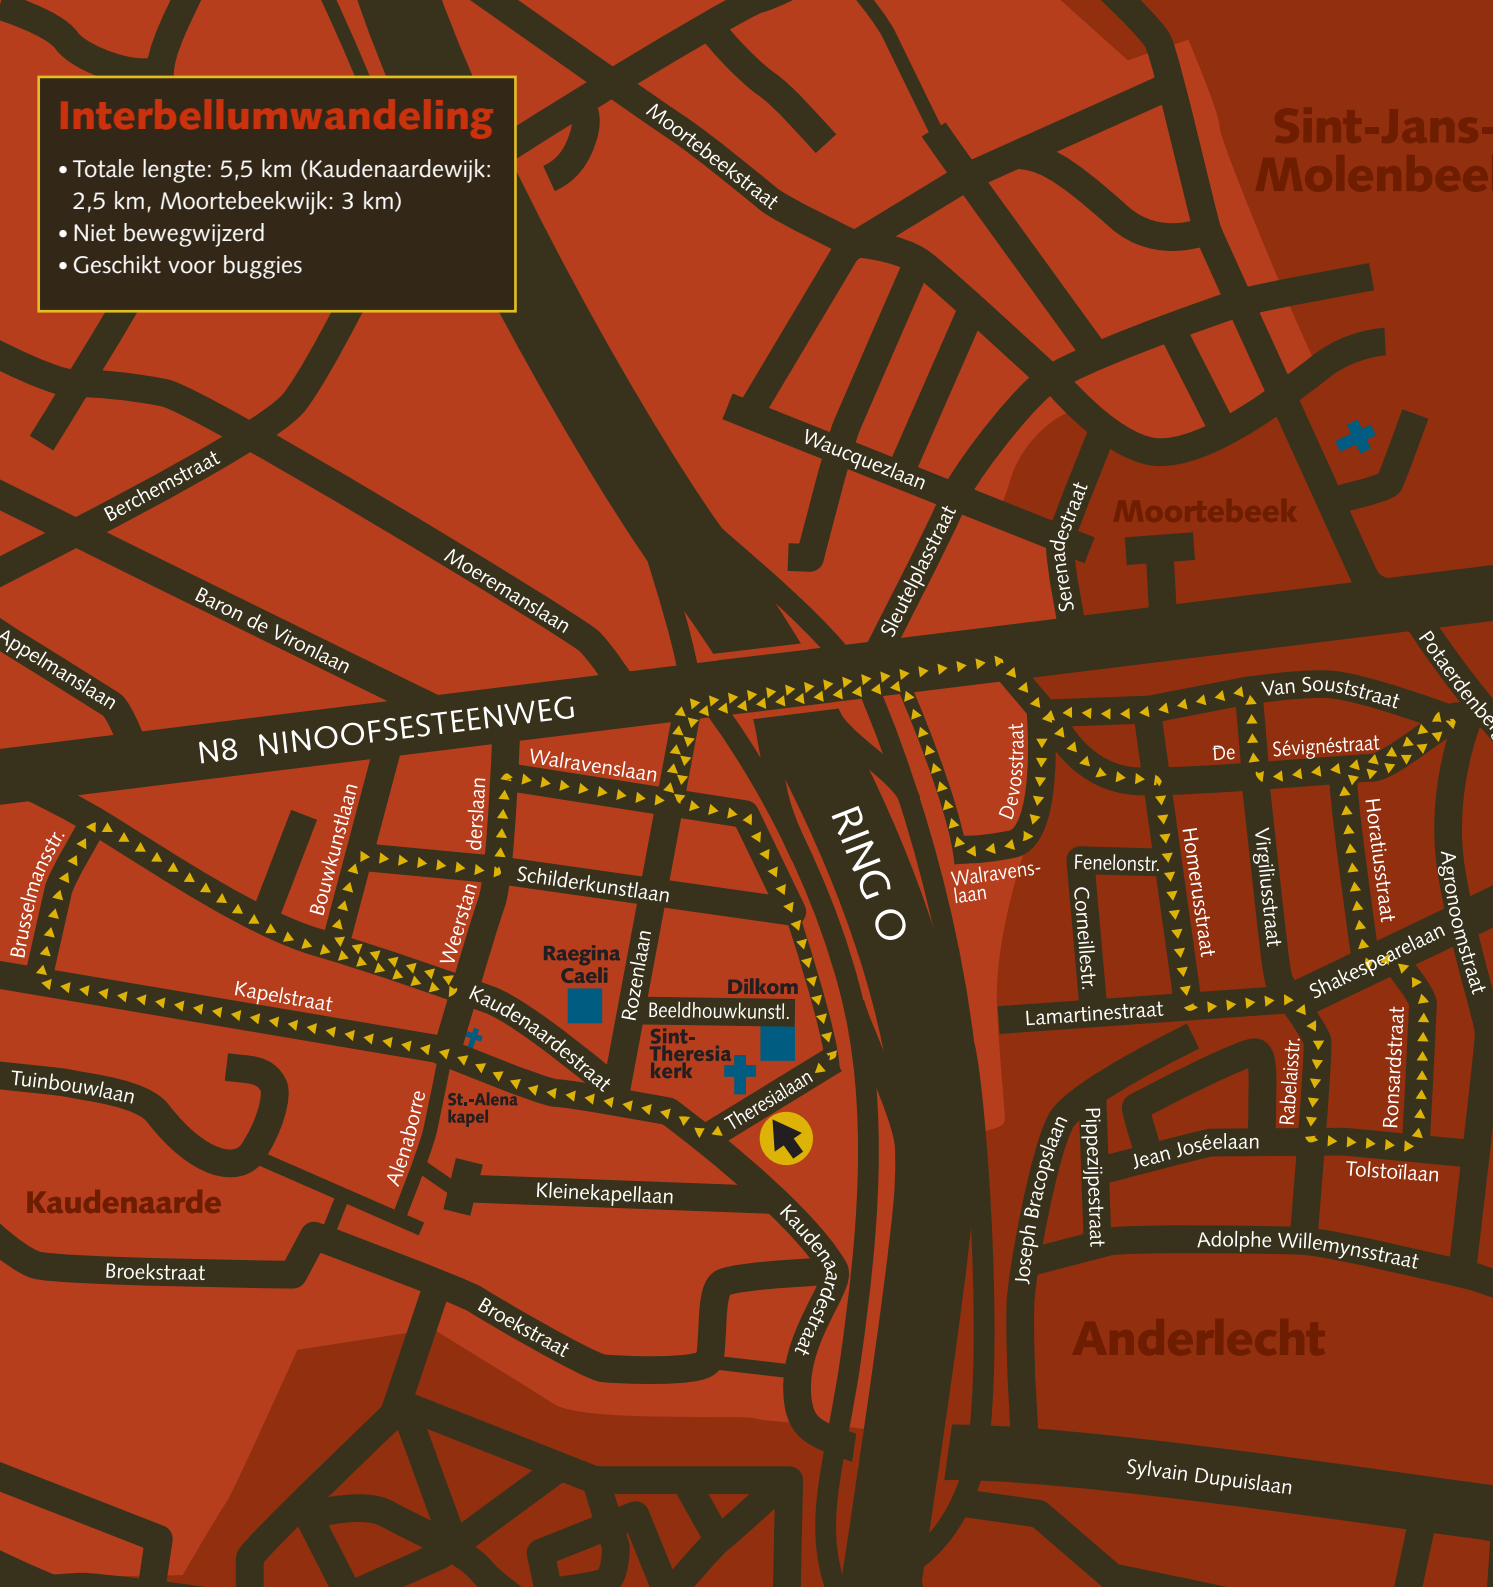 Interbellumwandeling
• Totale lengte: 5,5 km (Kaudenaardewijk:
2,5 km, Moortebeekwijk: 3 km)
• Niet bewegwijzerd
• Geschikt voor buggies
Sint-Jans-
Moortebeekstraat
Waucquezlaan
Moortebeek
Berchemstraat
Moeremanslaan
Serenadestraat
Sleutelplasstraat
Baron de Vironlaan
Appelmanslaan
N8 NINOOFSESTEENWEG
Van Souststraat
De Sévignéstraat
Walravenslaan
Devosstraat
Weerstanderslaan
Bouwkunstlaan
Brusselmansstr.
RING O
Horatiusstraat
Homerusstraat
Virgiliusstraat
Fenelonstr.
Corneillestr.
Agronoomstraat
Walravens-
laan
Schilderkunstlaan
Shakespearelaan
Raegina
Caeli
Rozenlaan
Dilkom
Kapelstraat
Kaudenaardestraat
Beeldhouwkunstl.
Lamartinestraat
Sint-
Theresia
kerk
Rabelaisstr.
Ronsardstraat
Tuinbouwlaan
St.-Alena
kapel
Theresialaan
Alenaborre
Pippezijpestraat
Jean Joséelaan
Tolstoïlaan
Joseph Bracopslaan
Kaudenaarde
Kleinekapellaan
Kaudenaardestraat
Adolphe Willemynsstraat
Broekstraat
Broekstraat
Anderlecht
Sylvain Dupuislaan